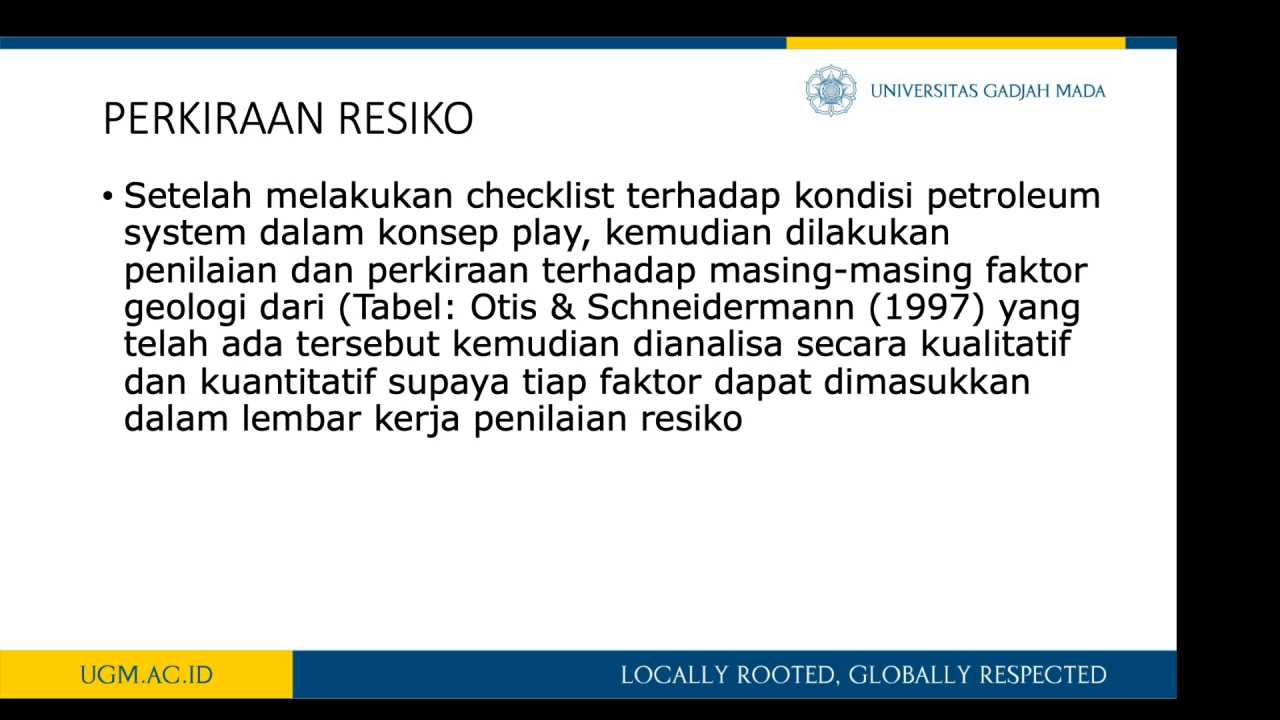 UNIVERSITAS GADJAH MADA
PERKIRAAN RESIKO
• Setelah melakukan checklist terhadap kondisi petroleum
system dalam konsep play, kemudian dilakukan
penilaian dan perkiraan terhadap masing-masing faktor
geologi dari (Tabel: Otis & Schneidermann (1997) yang
telah ada tersebut kemudian dianalisa secara kualitatif
dan kuantitatif supaya tiap faktor dapat dimasukkan
dalam lembar kerja penilaian resiko
UGM.AC.ID
LOCALLY ROOTED, GLOBALLY RESPECTED